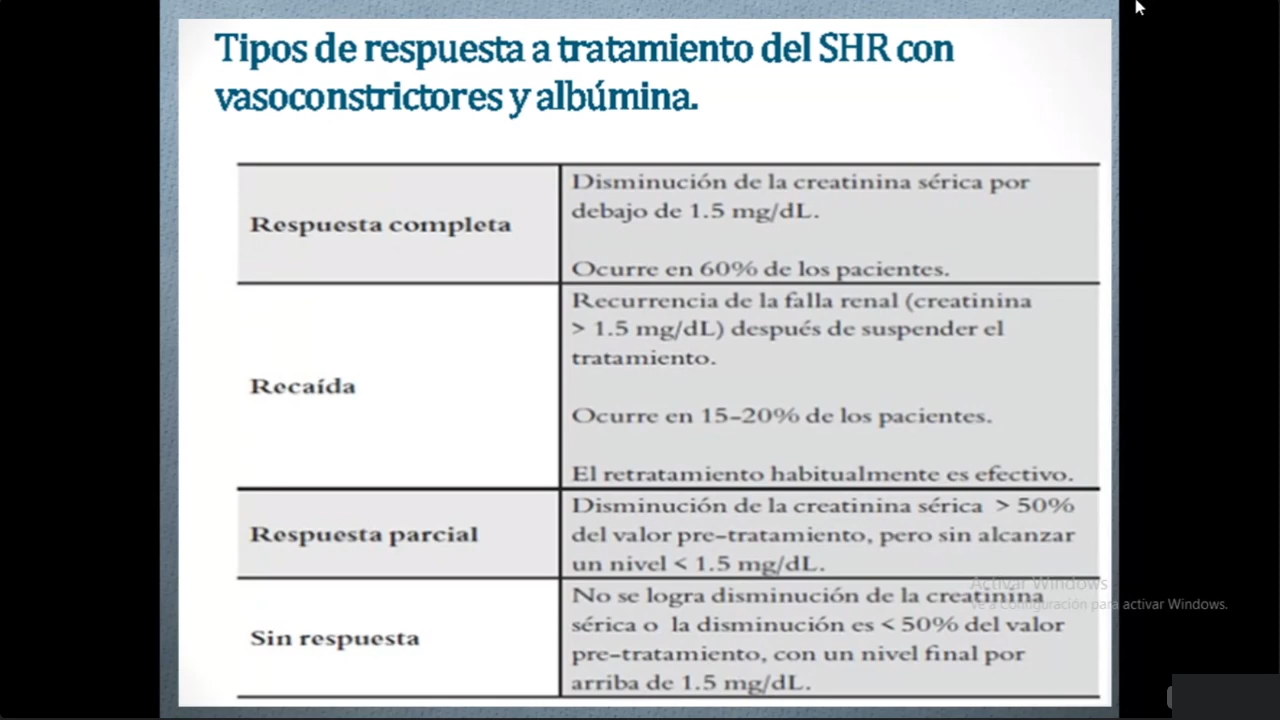 Tipos de respuesta a tratamiento del SHR con
vasoconstrictores y albúmina.
Respuesta completa
Disminución de la creatinina sérica por
debajo de 1.5 mg/dL.
Ocurre en 60% de los pacientes.
Recaída
Recurrencia de la falla renal (creatinina
> 1.5 mg/dL) después de suspender el
tratamiento.
Ocurre en 15-20% de los pacientes.
El retratamiento habitualmente es efectivo.
Respuesta parcial
Disminución de la creatinina sérica > 50%
del valor pre-tratamiento, pero sin alcanzar
un nivel < 1.5 mg/dL.
Sin respuesta
No se logra disminución de la creatinina
sérica o la disminución es < 50% del valor
pre-tratamiento, con un nivel final por
arriba de 1.5 mg/dL.
Activar Windows
Ve a Configuración para activar Windows.